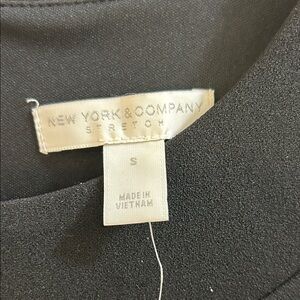 NEW YORK & COMPANY
STRETCH
S
MADE IN
VIETNAM